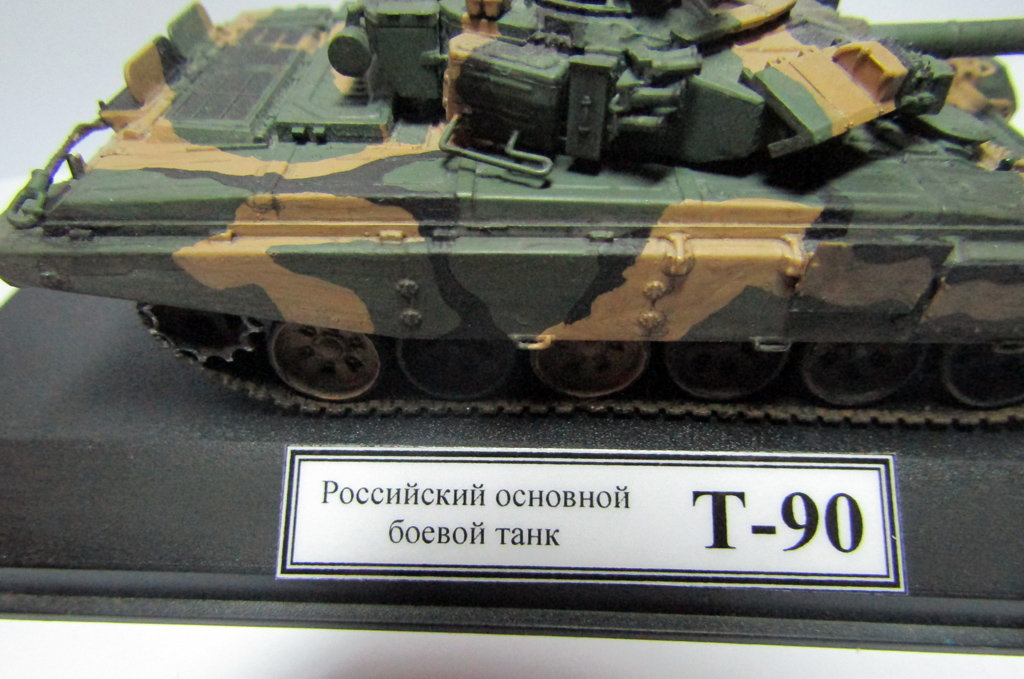 Российский основной
боевой танк
Т-90